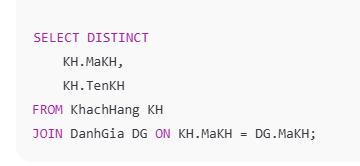 SELECT DISTINCT
    KH.MaKH,
    KH.TenKH
FROM KhachHang KH
JOIN DanhGia DG ON KH.MaKH = DG.MaKH;